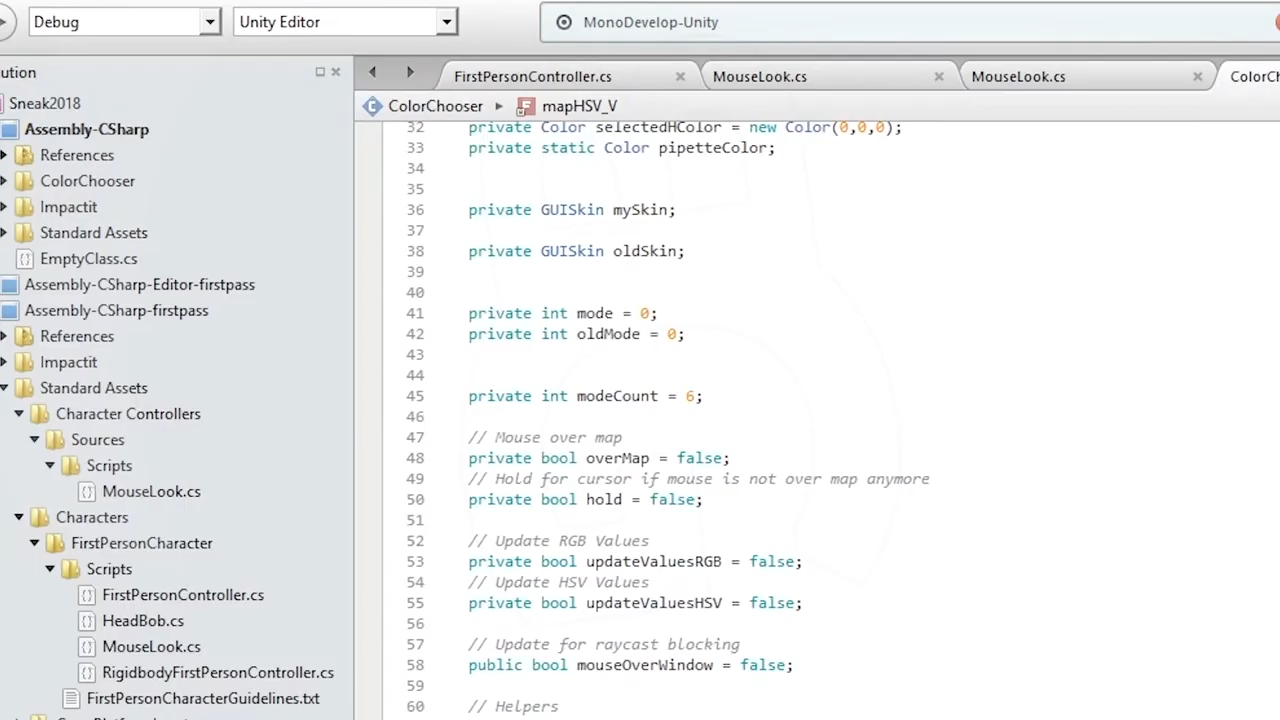 Debug
Unity Editor
MonoDevelop-Unity
ution
FirstPersonController.cs
MouseLook.cs
MouseLook.cs
ColorCh
Sneak2018
ColorChooser
mapHSV_V
Assembly-CSharp
References
ColorChooser
Impactit
Standard Assets
EmptyClass.cs
Assembly-CSharp-Editor-firstpass
Assembly-CSharp-firstpass
References
Impactit
Standard Assets
Character Controllers
Sources
Scripts
MouseLook.cs
Characters
FirstPersonCharacter
Scripts
FirstPersonController.cs
HeadBob.cs
MouseLook.cs
RigidbodyFirstPersonController.cs
FirstPersonCharacterGuidelines.txt
32 private Color selectedHColor = new Color(0,0,0);
33 private static Color pipetteColor;
34
35
36 private GUISkin mySkin;
37
38 private GUISkin oldSkin;
39
40
41 private int mode = 0;
42 private int oldMode = 0;
43
44
45 private int modeCount = 6;
46
47 // Mouse over map
48 private bool overMap = false;
49 // Hold for cursor if mouse is not over map anymore
50 private bool hold = false;
51
52 // Update RGB Values
53 private bool updateValuesRGB = false;
54 // Update HSV Values
55 private bool updateValuesHSV = false;
56
57 // Update for raycast blocking
58 public bool mouseOverWindow = false;
59
60 // Helpers